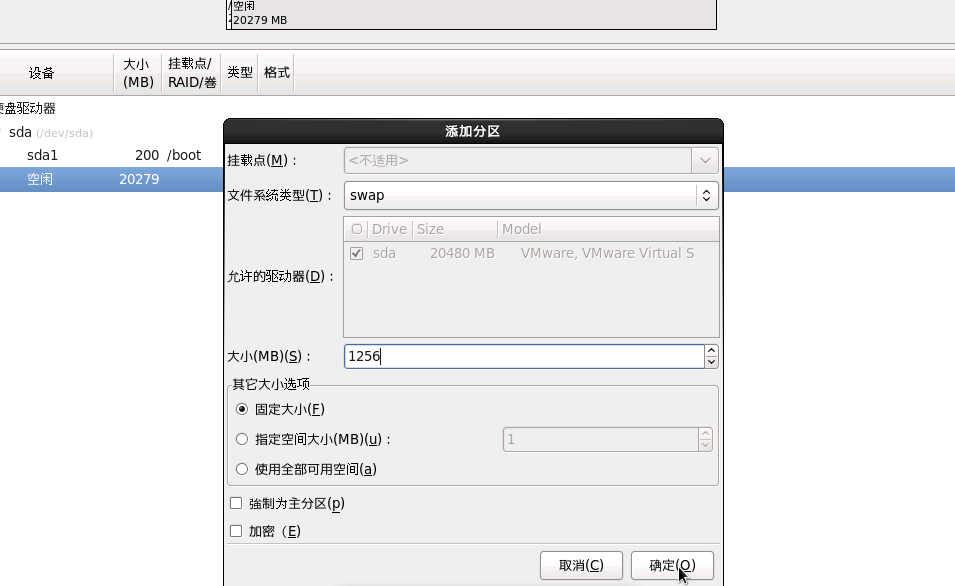 空闲
20279 MB
设备 大小 (MB) 挂载点/ RAID/卷 类型 格式
硬盘驱动器
sda (/dev/sda)
sda1 200 /boot
空闲 20279
添加分区
挂载点(M)：
<不适用>
文件系统类型(T)：
swap
允许的驱动器(D)：
Drive Size Model
sda 20480 MB VMware, VMware Virtual S
大小(MB)(S)：
1256
其它大小选项
固定大小(F)
指定空间大小(MB)(u)：
1
使用全部可用空间(a)
強制为主分区(p)
加密（E)
取消(C) 确定(O)